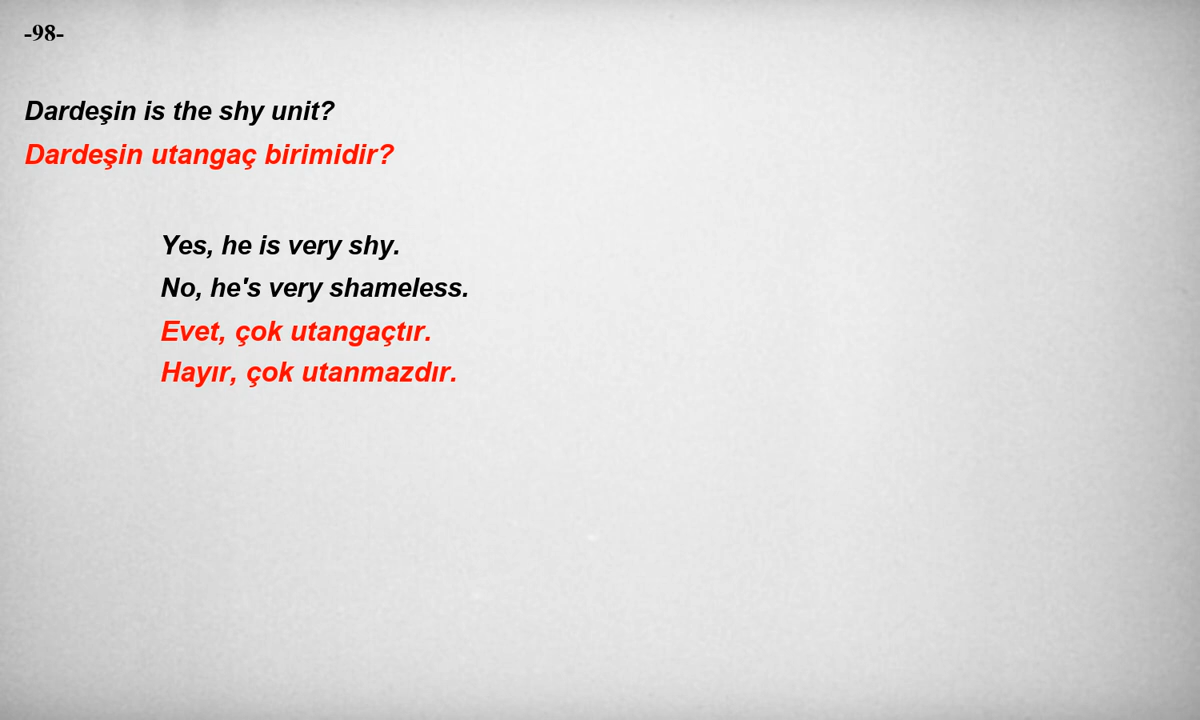 -98-
Dardeşin is the shy unit?
Dardeşin utangaç birimidir?
Yes, he is very shy.
No, he's very shameless.
Evet, çok utangaçtır.
Hayır, çok utanmazdır.